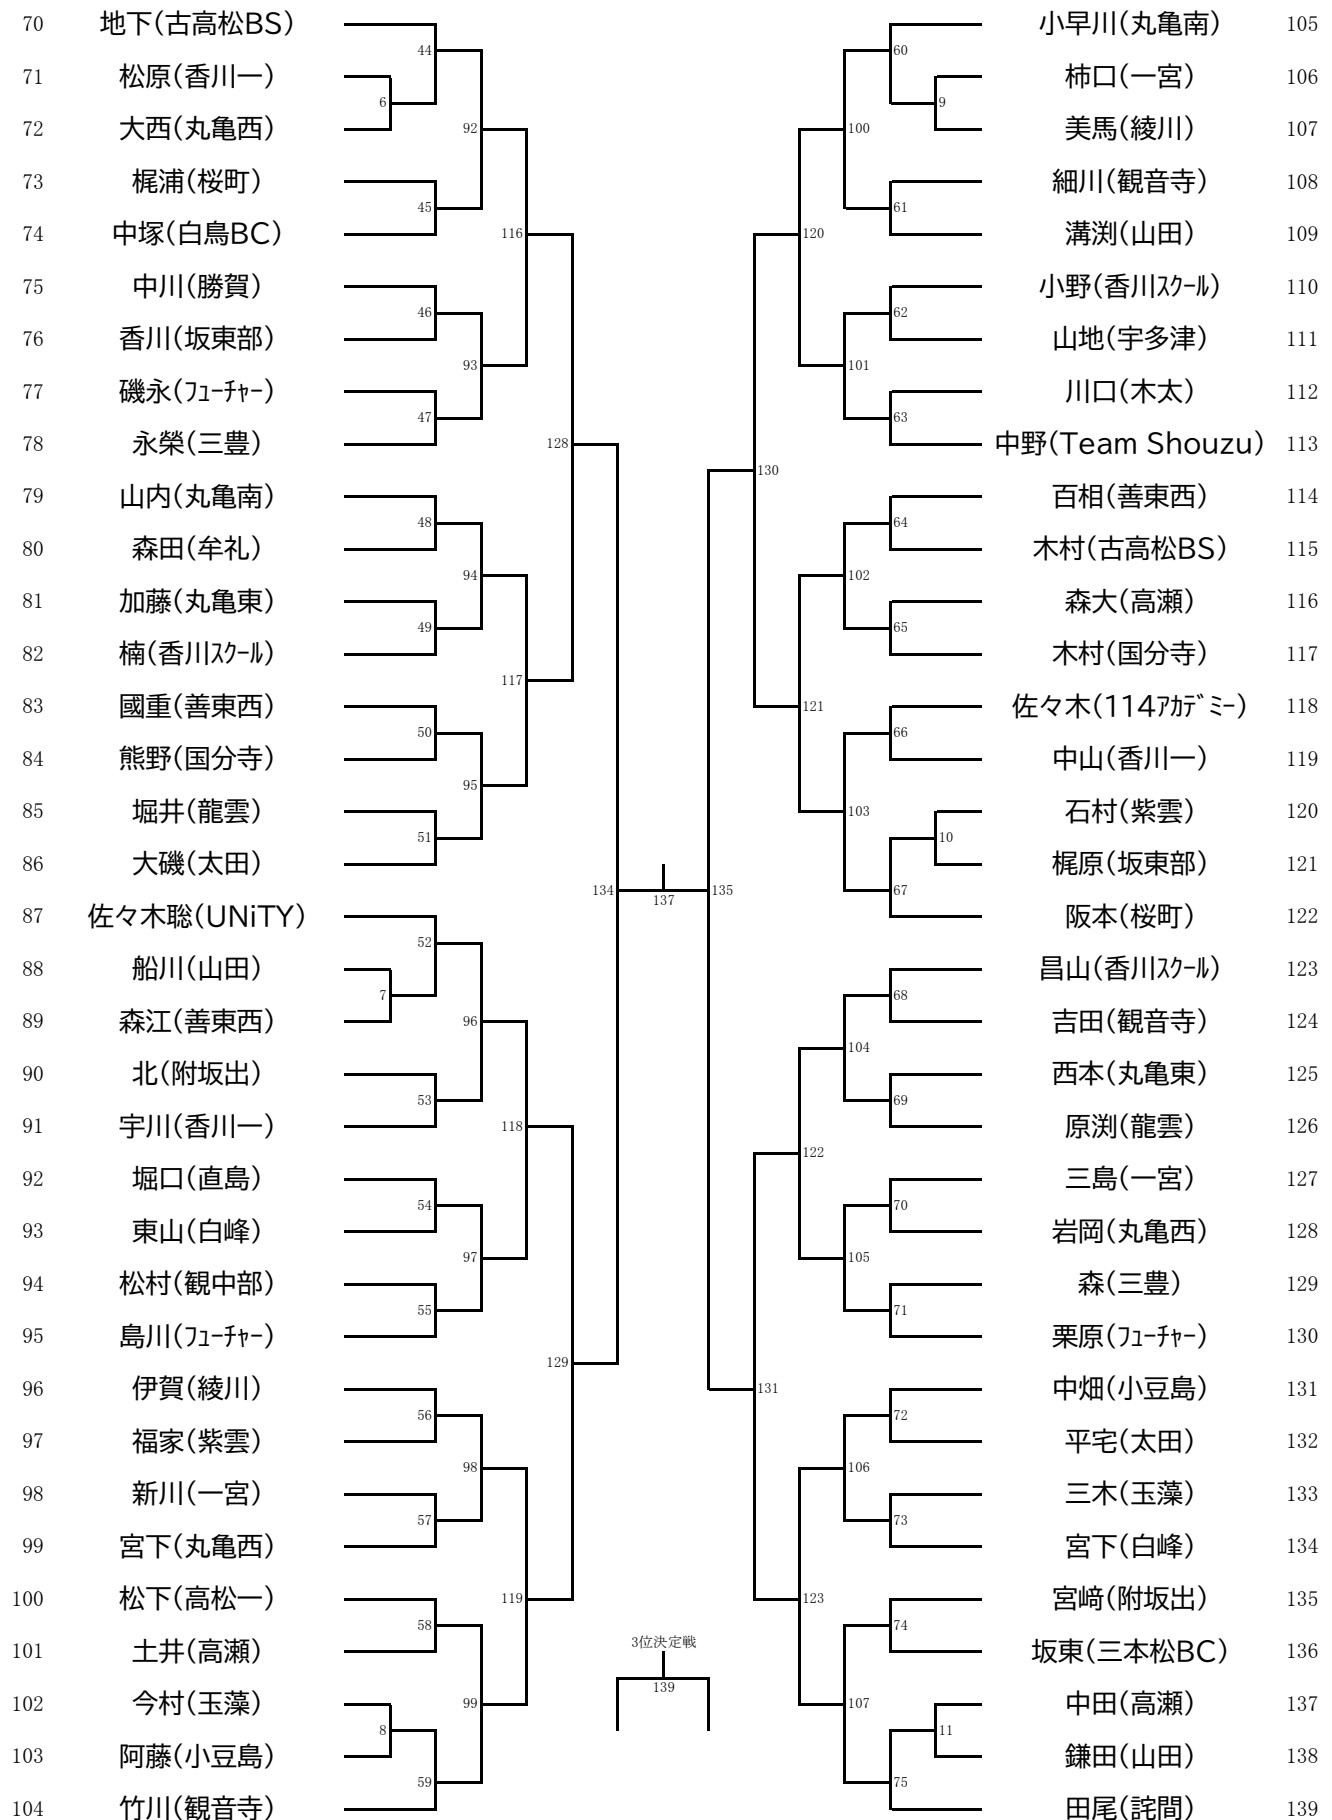 70 地下(古高松BS) 小早川(丸亀南) 105
44 60
71 松原(香川一) 柿口(一宮) 106
6 9
72 大西(丸亀西) 92 100 美馬(綾川) 107
73 梶浦(桜町) 細川(観音寺) 108
45 61
74 中塚(白鳥BC) 116 120 溝渕(山田) 109
75 中川(勝賀) 小野(香川ｽｸｰﾙ) 110
46 62
76 香川(坂東部) 山地(宇多津) 111
93 101
77 磯永(ﾌｭｰﾁｬｰ) 川口(木太) 112
47 63
78 永榮(三豊) 128 中野(Team Shouzu) 113
130
79 山内(丸亀南) 百相(善東西) 114
48 64
80 森田(牟礼) 木村(古高松BS) 115
94 102
81 加藤(丸亀東) 森大(高瀬) 116
49 65
82 楠(香川ｽｸｰﾙ) 木村(国分寺) 117
117
83 國重(善東西) 121 佐々木(114ｱｶﾃﾞﾐｰ) 118
50 66
84 熊野(国分寺) 中山(香川一) 119
95
85 堀井(龍雲) 103 石村(紫雲) 120
51 10
86 大磯(太田) 梶原(坂東部) 121
134 137 135 67
87 佐々木聡(UNiTY) 阪本(桜町) 122
52
88 船川(山田) 昌山(香川ｽｸｰﾙ) 123
7 68
89 森江(善東西) 96 吉田(観音寺) 124
104
90 北(附坂出) 西本(丸亀東) 125
53 69
91 宇川(香川一) 118 原渕(龍雲) 126
122
92 堀口(直島) 三島(一宮) 127
54 70
93 東山(白峰) 岩岡(丸亀西) 128
97 105
94 松村(観中部) 森(三豊) 129
55 71
95 島川(ﾌｭｰﾁｬｰ) 栗原(ﾌｭｰﾁｬｰ) 130
129
96 伊賀(綾川) 131 中畑(小豆島) 131
56 72
97 福家(紫雲) 平宅(太田) 132
98 106
98 新川(一宮) 三木(玉藻) 133
57 73
99 宮下(丸亀西) 宮下(白峰) 134
100 松下(高松一) 119 123 宮﨑(附坂出) 135
58 74
101 土井(高瀬) 3位決定戦 坂東(三本松BC) 136
139
102 今村(玉藻) 99 107 中田(高瀬) 137
8 11
103 阿藤(小豆島) 鎌田(山田) 138
59 75
104 竹川(観音寺) 田尾(詫間) 139